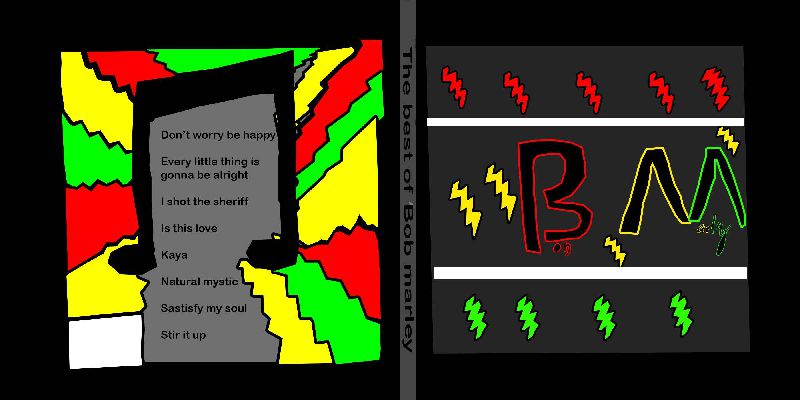 Don't worry be happy
Every little thing is
gonna be alright
I shot the sheriff
Is this love
Kaya
Natural mystic
Sastisfy my soul
Stir it up
The best of Bob marley
B M
ob